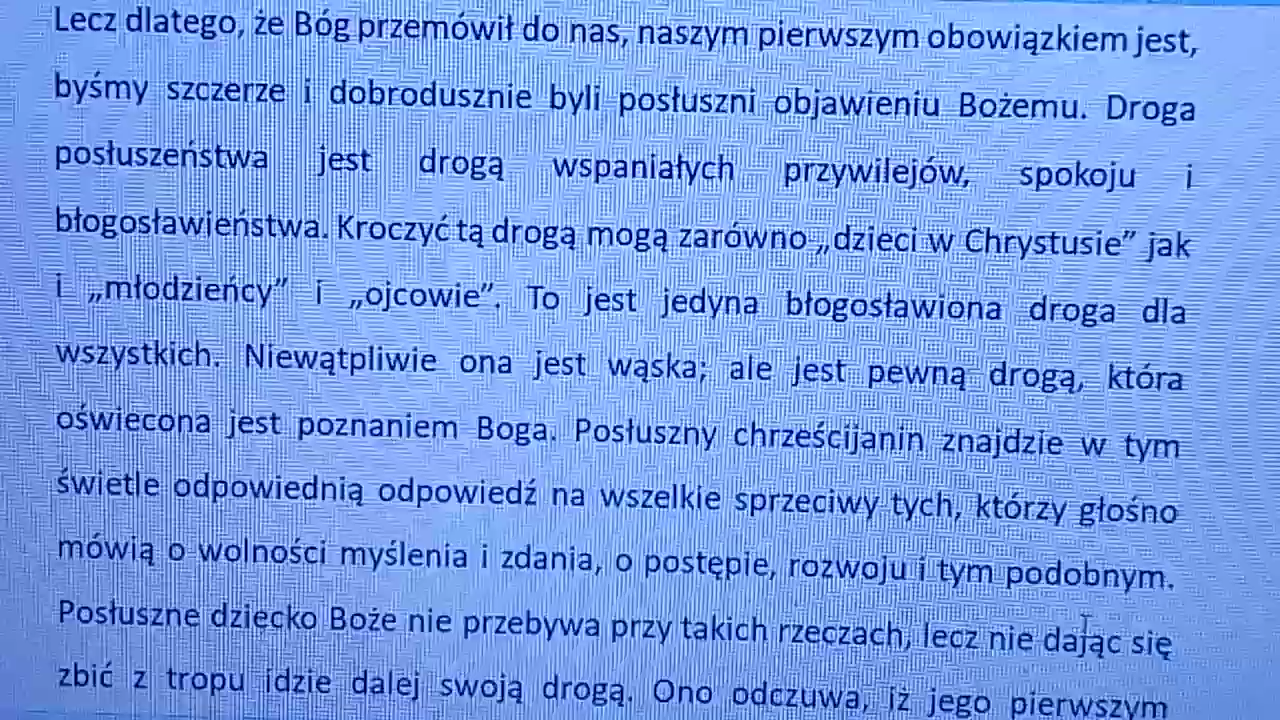 Lecz dlatego, że Bóg przemówił do nas, naszym pierwszym obowiązkiem jest,
byśmy szczerze i dobrodusznie byli posłuszni objawieniu Bożemu. Droga
posłuszeństwa jest drogą wspaniałych przywilejów, spokoju i
błogosławieństwa. Kroczyć tą drogą mogą zarówno „dzieci w Chrystusie” jak
i „młodzieńcy” i „ojcowie”. To jest jedyna błogosławiona droga dla
wszystkich. Niewątpliwie ona jest wąska; ale jest pewną drogą, która
oświecona jest poznaniem Boga. Posłuszny chrześcijanin znajdzie w tym
świetle odpowiednią odpowiedź na wszelkie sprzeciwy tych, którzy głośno
mówią o wolności myślenia i zdania, o postępie, rozwoju i tym podobnym.
Posłuszne dziecko Boże nie przebywa przy takich rzeczach, lecz nie dając się
zbić z tropu idzie dalej swoją drogą. Ono odczuwa, iż jego pierwszym